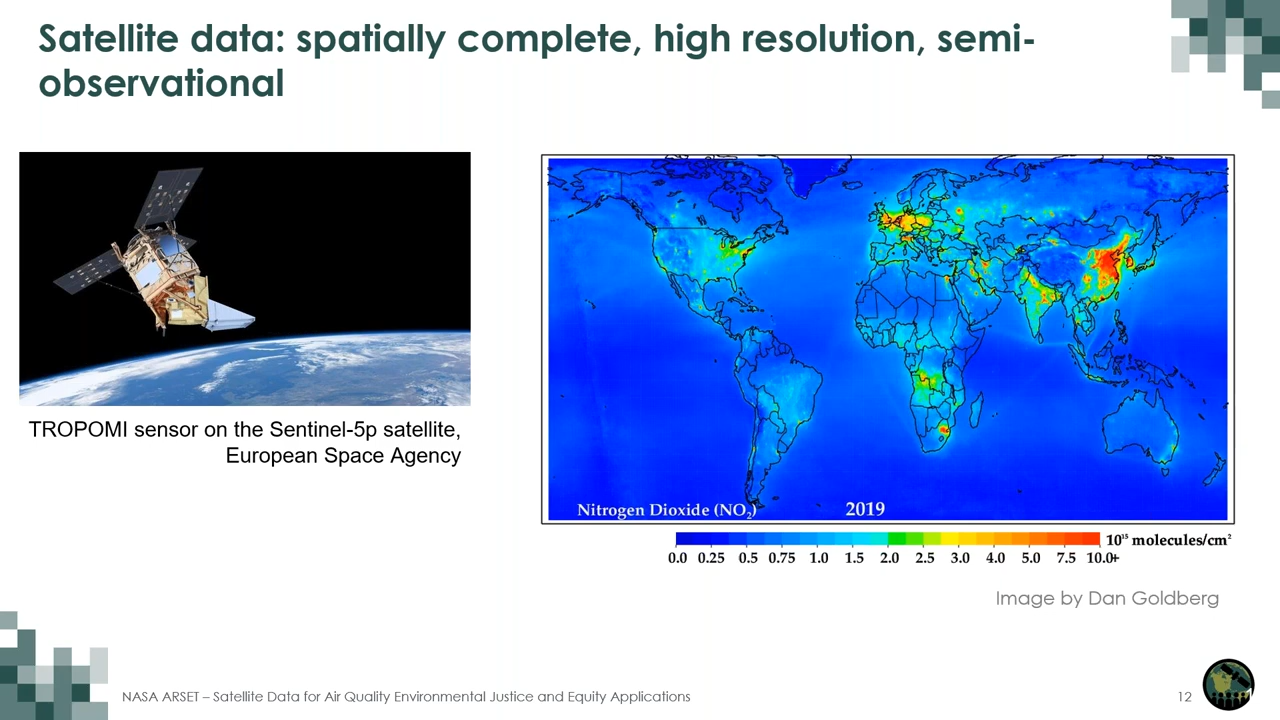 Satellite data: spatially complete, high resolution, semi-
observational
TROPOMI sensor on the Sentinel-5p satellite,
European Space Agency
Nitrogen Dioxide (NO₂)
2019
10¹⁵ molecules/cm²
0.0 0.25 0.5 0.75 1.0 1.5 2.0 2.5 3.0 4.0 5.0 7.5 10.0+
Image by Dan Goldberg
NASA ARSET – Satellite Data for Air Quality Environmental Justice and Equity Applications
12